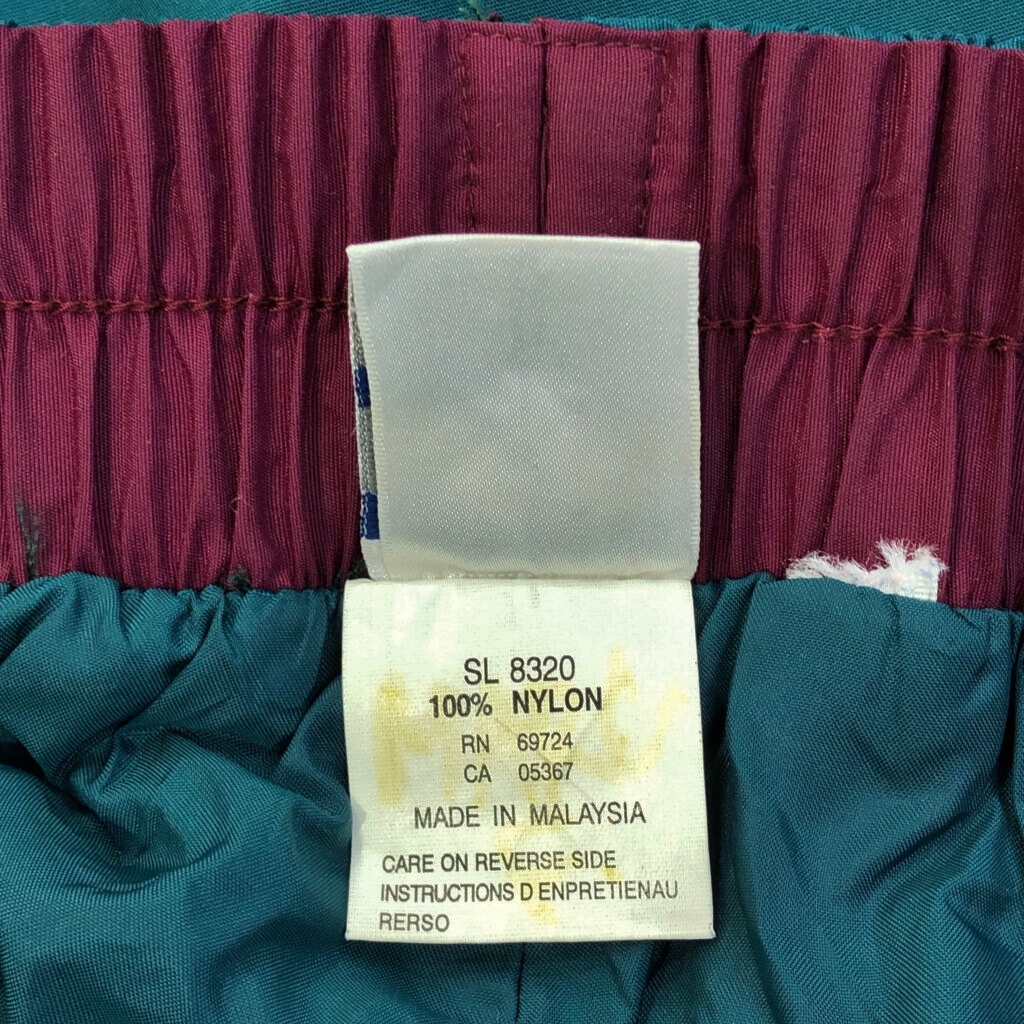 SL 8320
100% NYLON
RN 69724
CA 05367
MADE IN MALAYSIA
CARE ON REVERSE SIDE
INSTRUCTIONS D ENPRETIENAU
RERSO